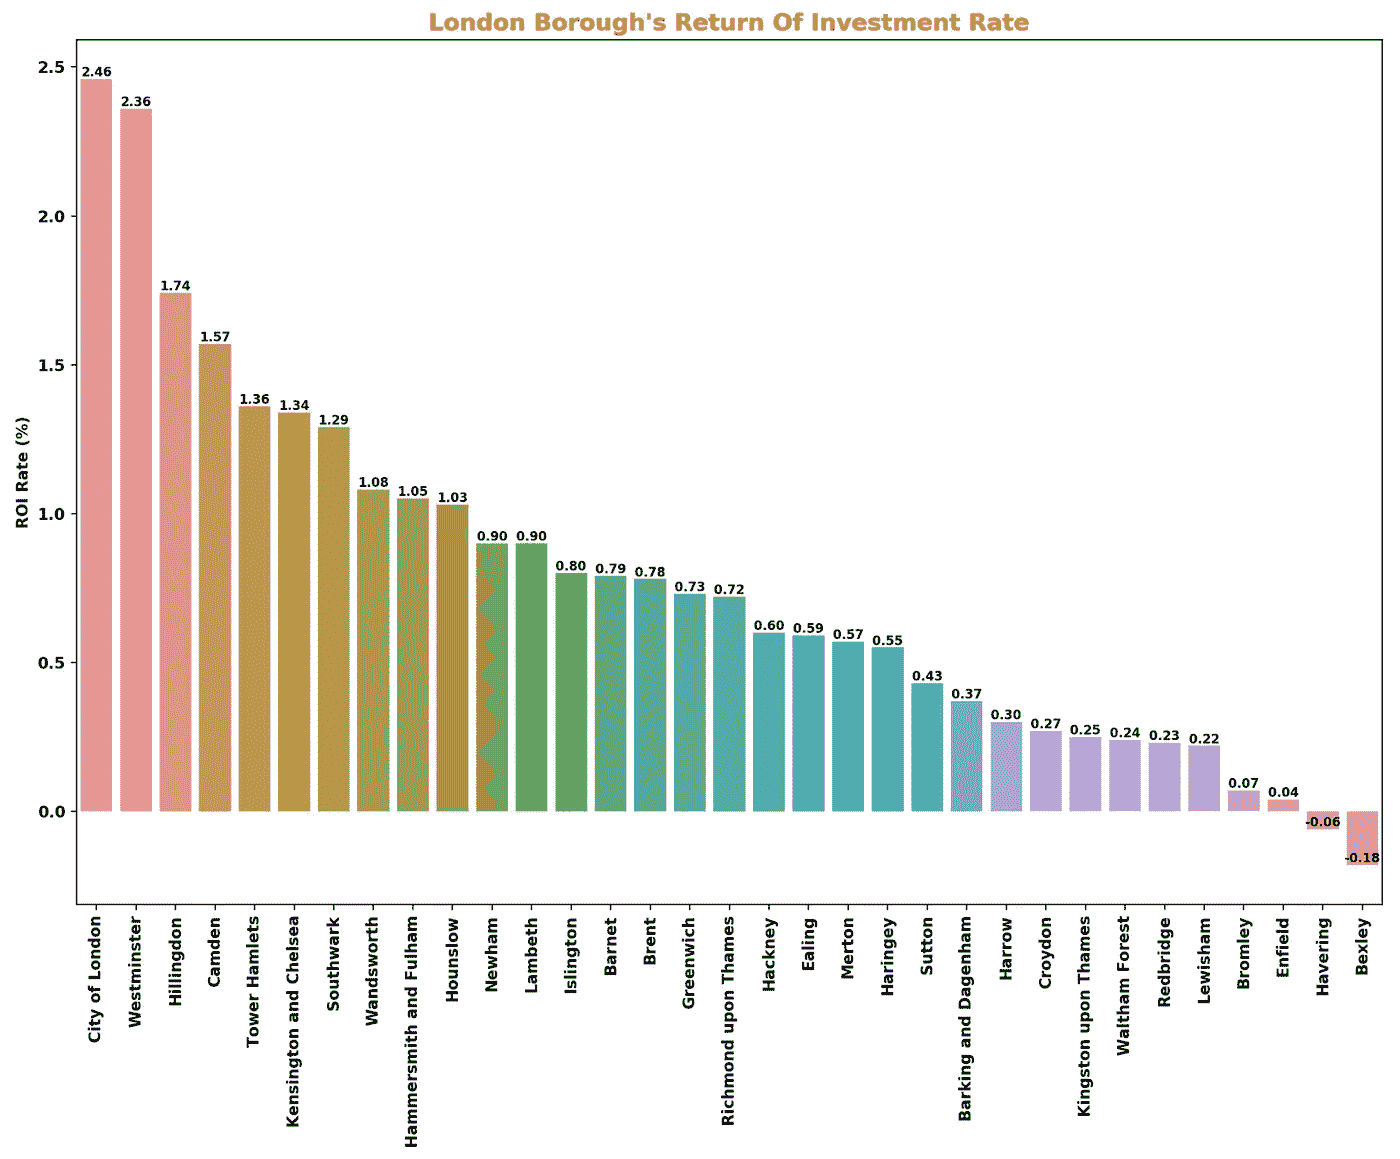 London Borough's Return Of Investment Rate
ROI Rate (%)
2.5
2.0
1.5
1.0
0.5
0.0
2.46
2.36
1.74
1.57
1.36
1.34
1.29
1.08
1.05
1.03
0.90
0.90
0.80
0.79
0.78
0.73
0.72
0.60
0.59
0.57
0.55
0.43
0.37
0.30
0.27
0.25
0.24
0.23
0.22
0.07
0.04
-0.06
-0.18
City of London
Westminster
Hillingdon
Camden
Tower Hamlets
Kensington and Chelsea
Southwark
Wandsworth
Hammersmith and Fulham
Hounslow
Newham
Lambeth
Islington
Barnet
Brent
Greenwich
Richmond upon Thames
Hackney
Ealing
Merton
Haringey
Sutton
Barking and Dagenham
Harrow
Croydon
Kingston upon Thames
Waltham Forest
Redbridge
Lewisham
Bromley
Enfield
Havering
Bexley